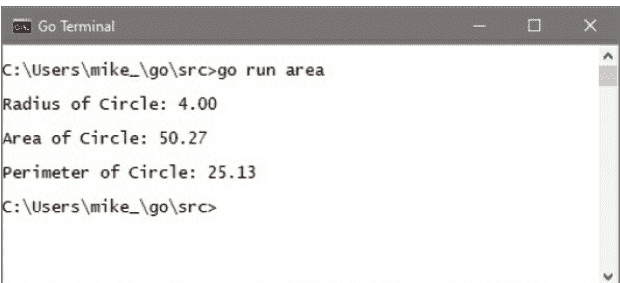 Go Terminal
C:\Users\mike_\go\src>go run area
Radius of Circle: 4.00
Area of Circle: 50.27
Perimeter of Circle: 25.13
C:\Users\mike_\go\src>